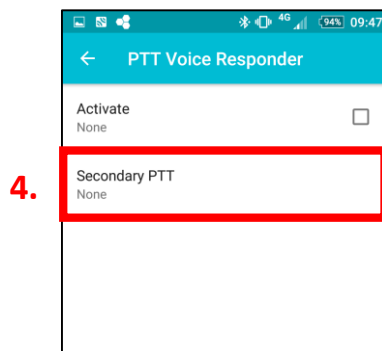 4G 94% 09:47
PTT Voice Responder
Activate
None
4.
Secondary PTT
None